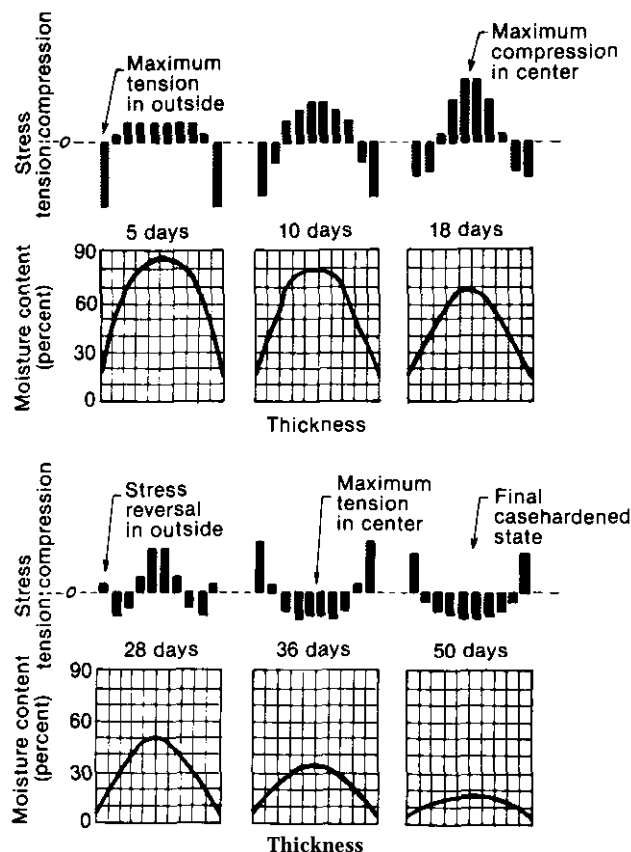 Maximum
tension
in outside
Maximum
compression
in center
Stress
tension:compression
0
5 days
10 days
18 days
Moisture content
(percent)
90
60
30
0
Thickness
Stress
reversal
in outside
Maximum
tension
in center
Final
casehardened
state
Stress
tension:compression
0
28 days
36 days
50 days
Moisture content
(percent)
90
60
30
0
Thickness